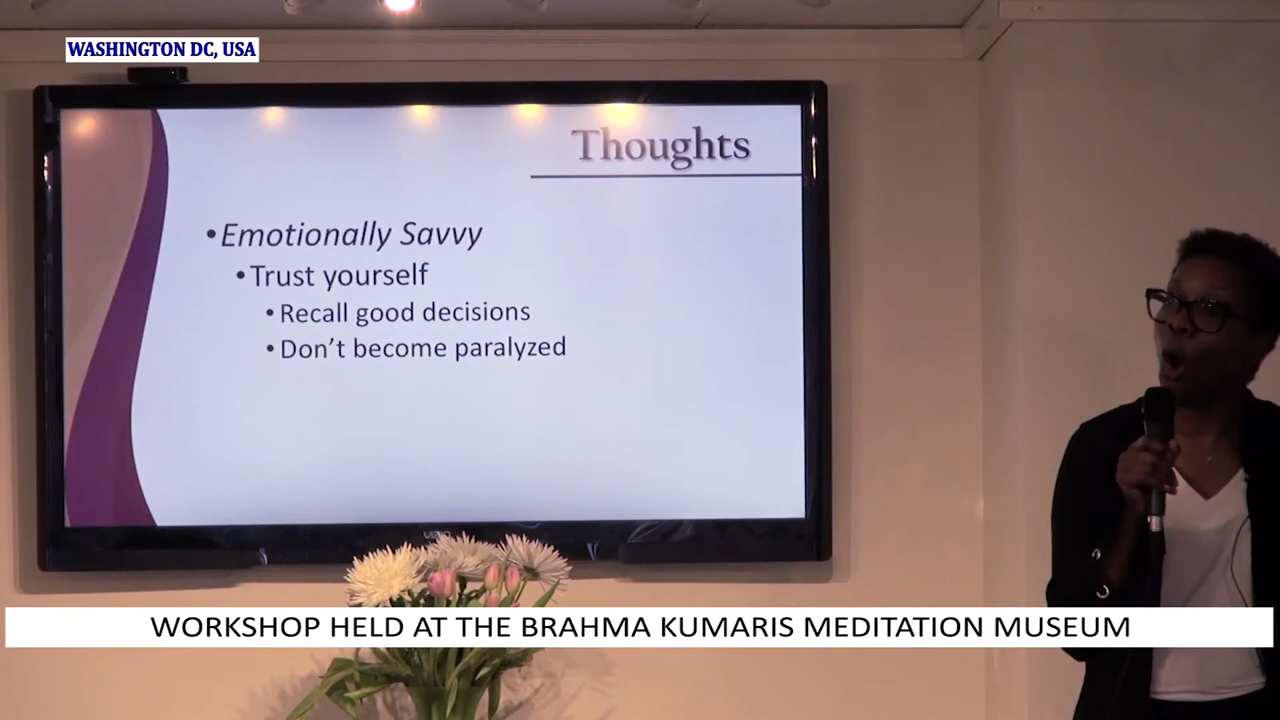 WASHINGTON DC, USA
Thoughts
•Emotionally Savvy
•Trust yourself
•Recall good decisions
•Don't become paralyzed
VIZIO
WORKSHOP HELD AT THE BRAHMA KUMARIS MEDITATION MUSEUM